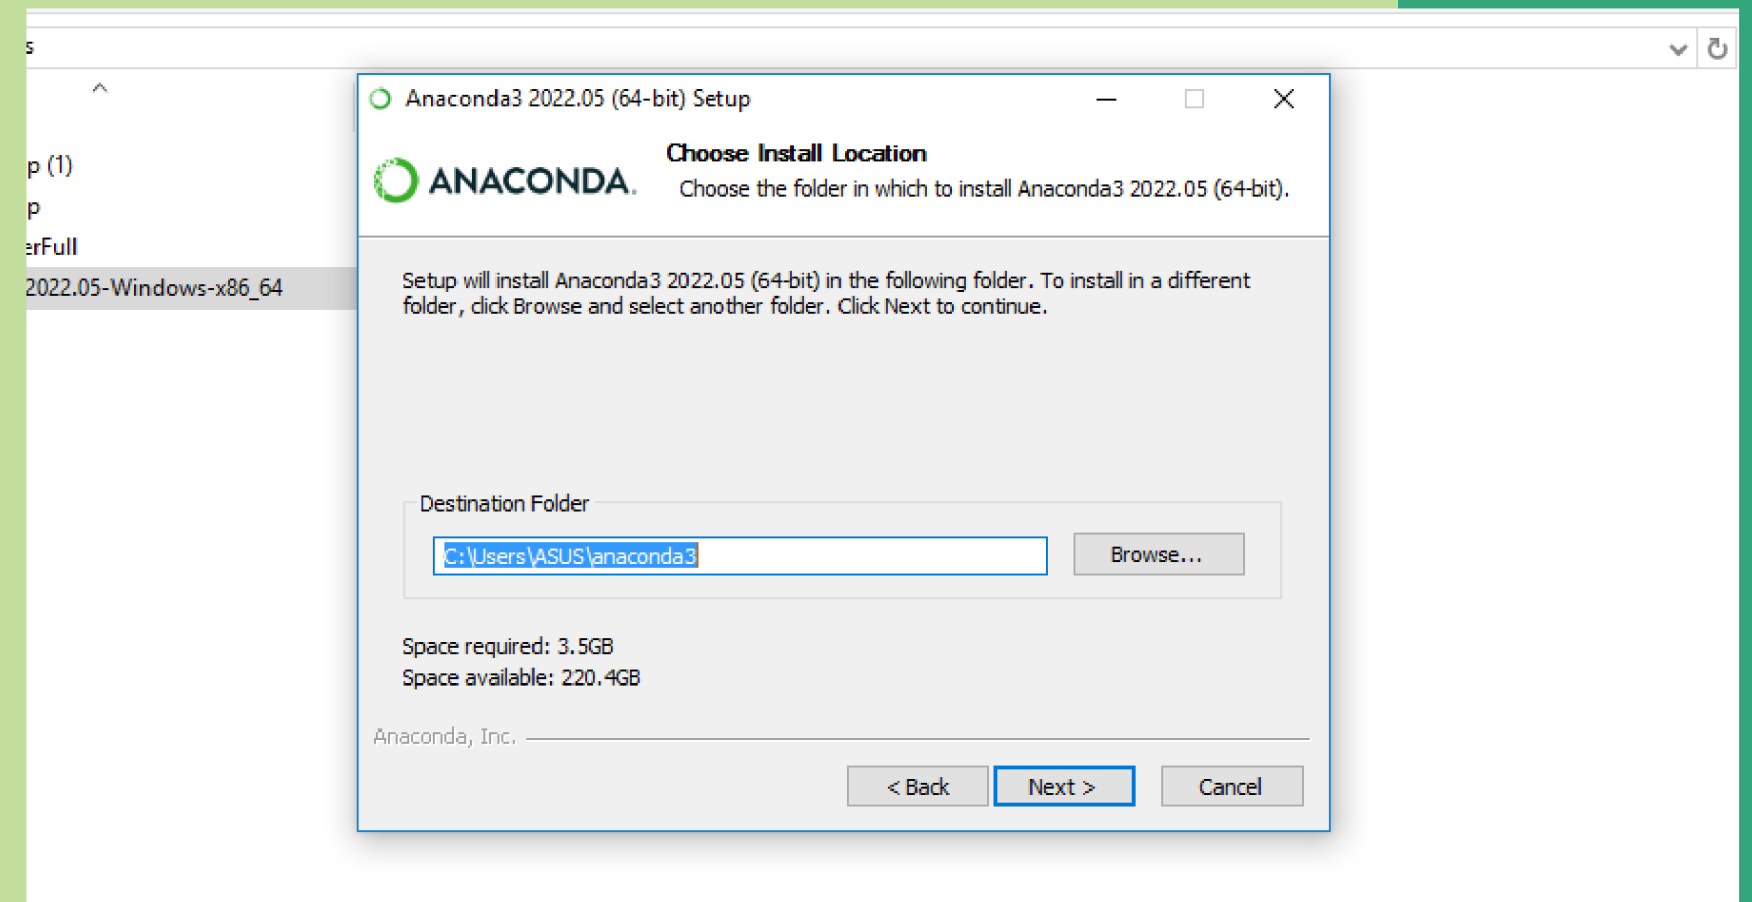 s
p (1)
p
erFull
2022.05-Windows-x86_64
Anaconda3 2022.05 (64-bit) Setup
ANACONDA.
Choose Install Location
Choose the folder in which to install Anaconda3 2022.05 (64-bit).
Setup will install Anaconda3 2022.05 (64-bit) in the following folder. To install in a different
folder, click Browse and select another folder. Click Next to continue.
Destination Folder
C:\Users\ASUS\anaconda3
Browse...
Space required: 3.5GB
Space available: 220.4GB
Anaconda, Inc.
< Back
Next >
Cancel